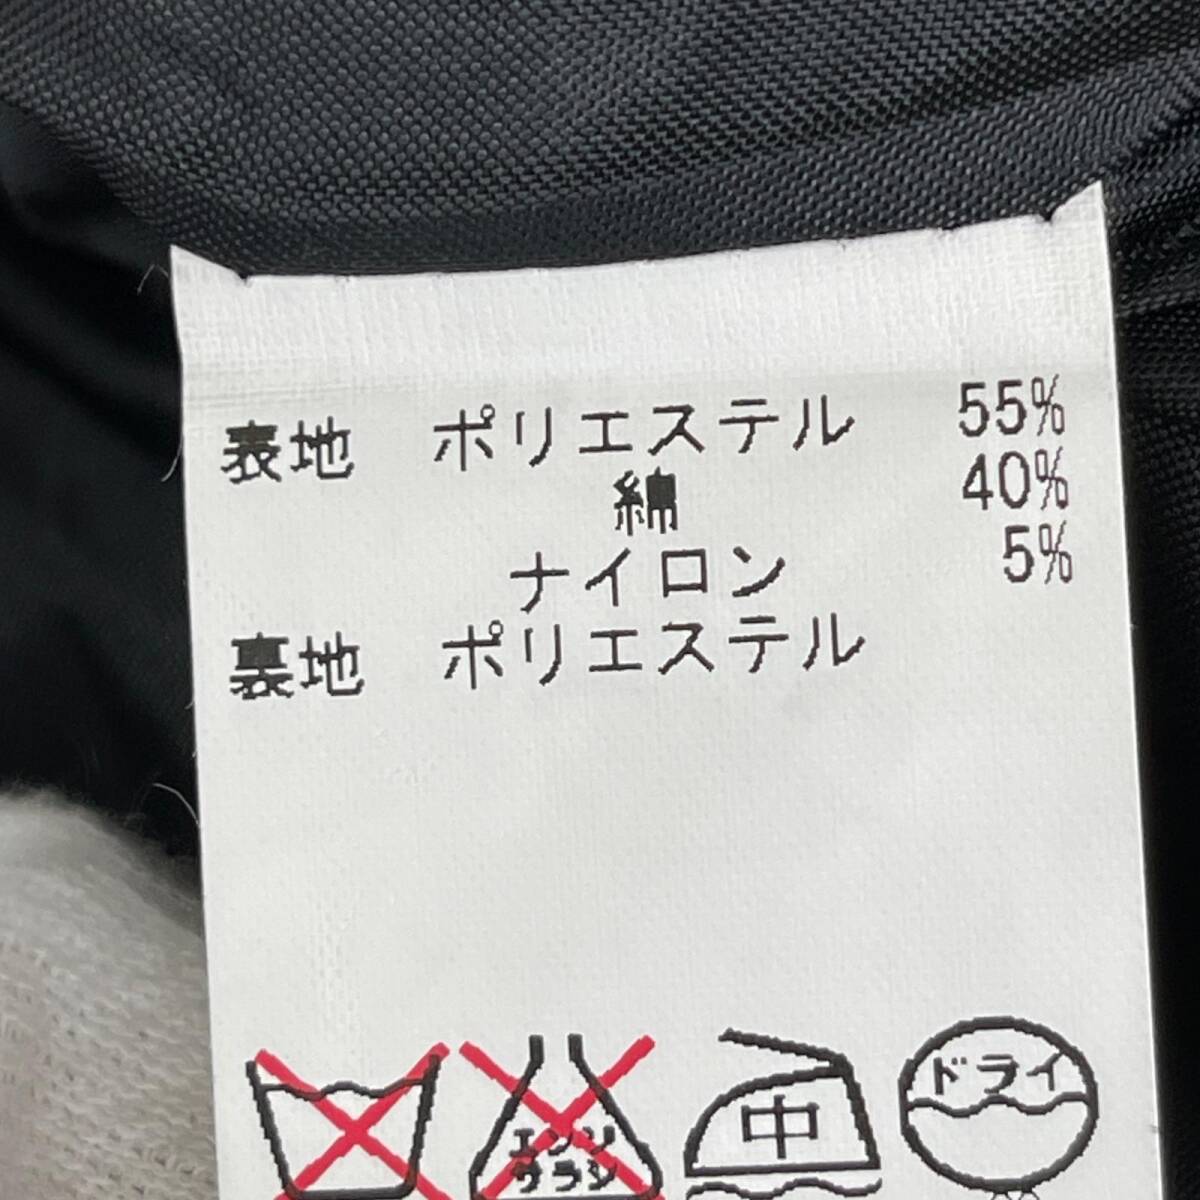 表地 ポリエステル 55%
綿 40%
ナイロン 5%
裏地 ポリエステル
エンソ
サラシ
中
ドライ